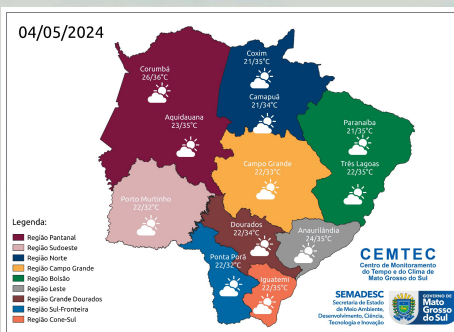 04/05/2024
Coxim
21/35°C
Corumbá
26/36°C
Camapuã
21/34°C
Aquidauana
23/35°C
Paranaíba
21/35°C
Campo Grande
22/33°C
Três Lagoas
22/35°C
Porto Murtinho
22/32°C
Dourados
22/34°C
Anaurilândia
24/35°C
Ponta Porã
22/32°C
Iguatemi
22/35°C
Legenda:
Região Pantanal
Região Sudoeste
Região Norte
Região Campo Grande
Região Bolsão
Região Leste
Região Grande Dourados
Região Sul-Fronteira
Região Cone-Sul
CEMTEC
Centro de Monitoramento
do Tempo e do Clima de
Mato Grosso do Sul
SEMADESC
Secretaria de Estado
de Meio Ambiente,
Desenvolvimento, Ciência,
Tecnologia e Inovação
GOVERNO DE
Mato
Grosso
do Sul